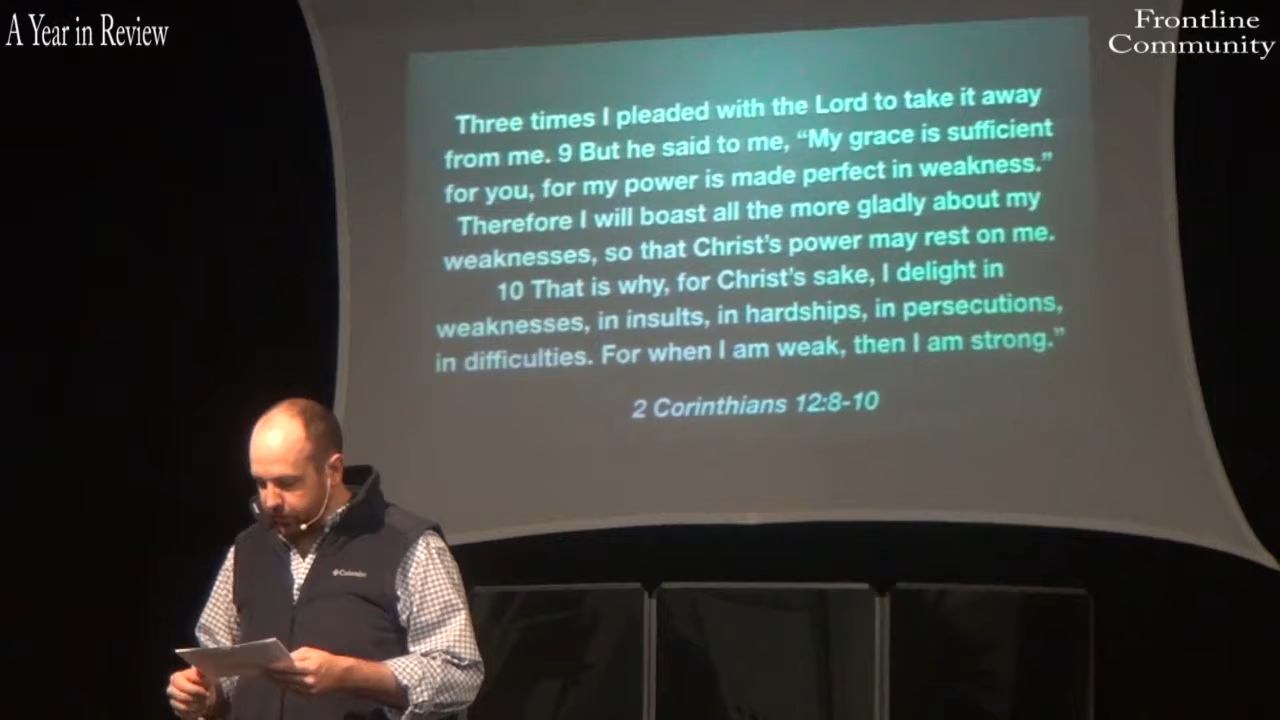 A Year in Review
Frontline
Community
Three times I pleaded with the Lord to take it away
from me. 9 But he said to me, “My grace is sufficient
for you, for my power is made perfect in weakness.”
Therefore I will boast all the more gladly about my
weaknesses, so that Christ’s power may rest on me.
10 That is why, for Christ’s sake, I delight in
weaknesses, in insults, in hardships, in persecutions,
in difficulties. For when I am weak, then I am strong.”
2 Corinthians 12:8-10
Columbia